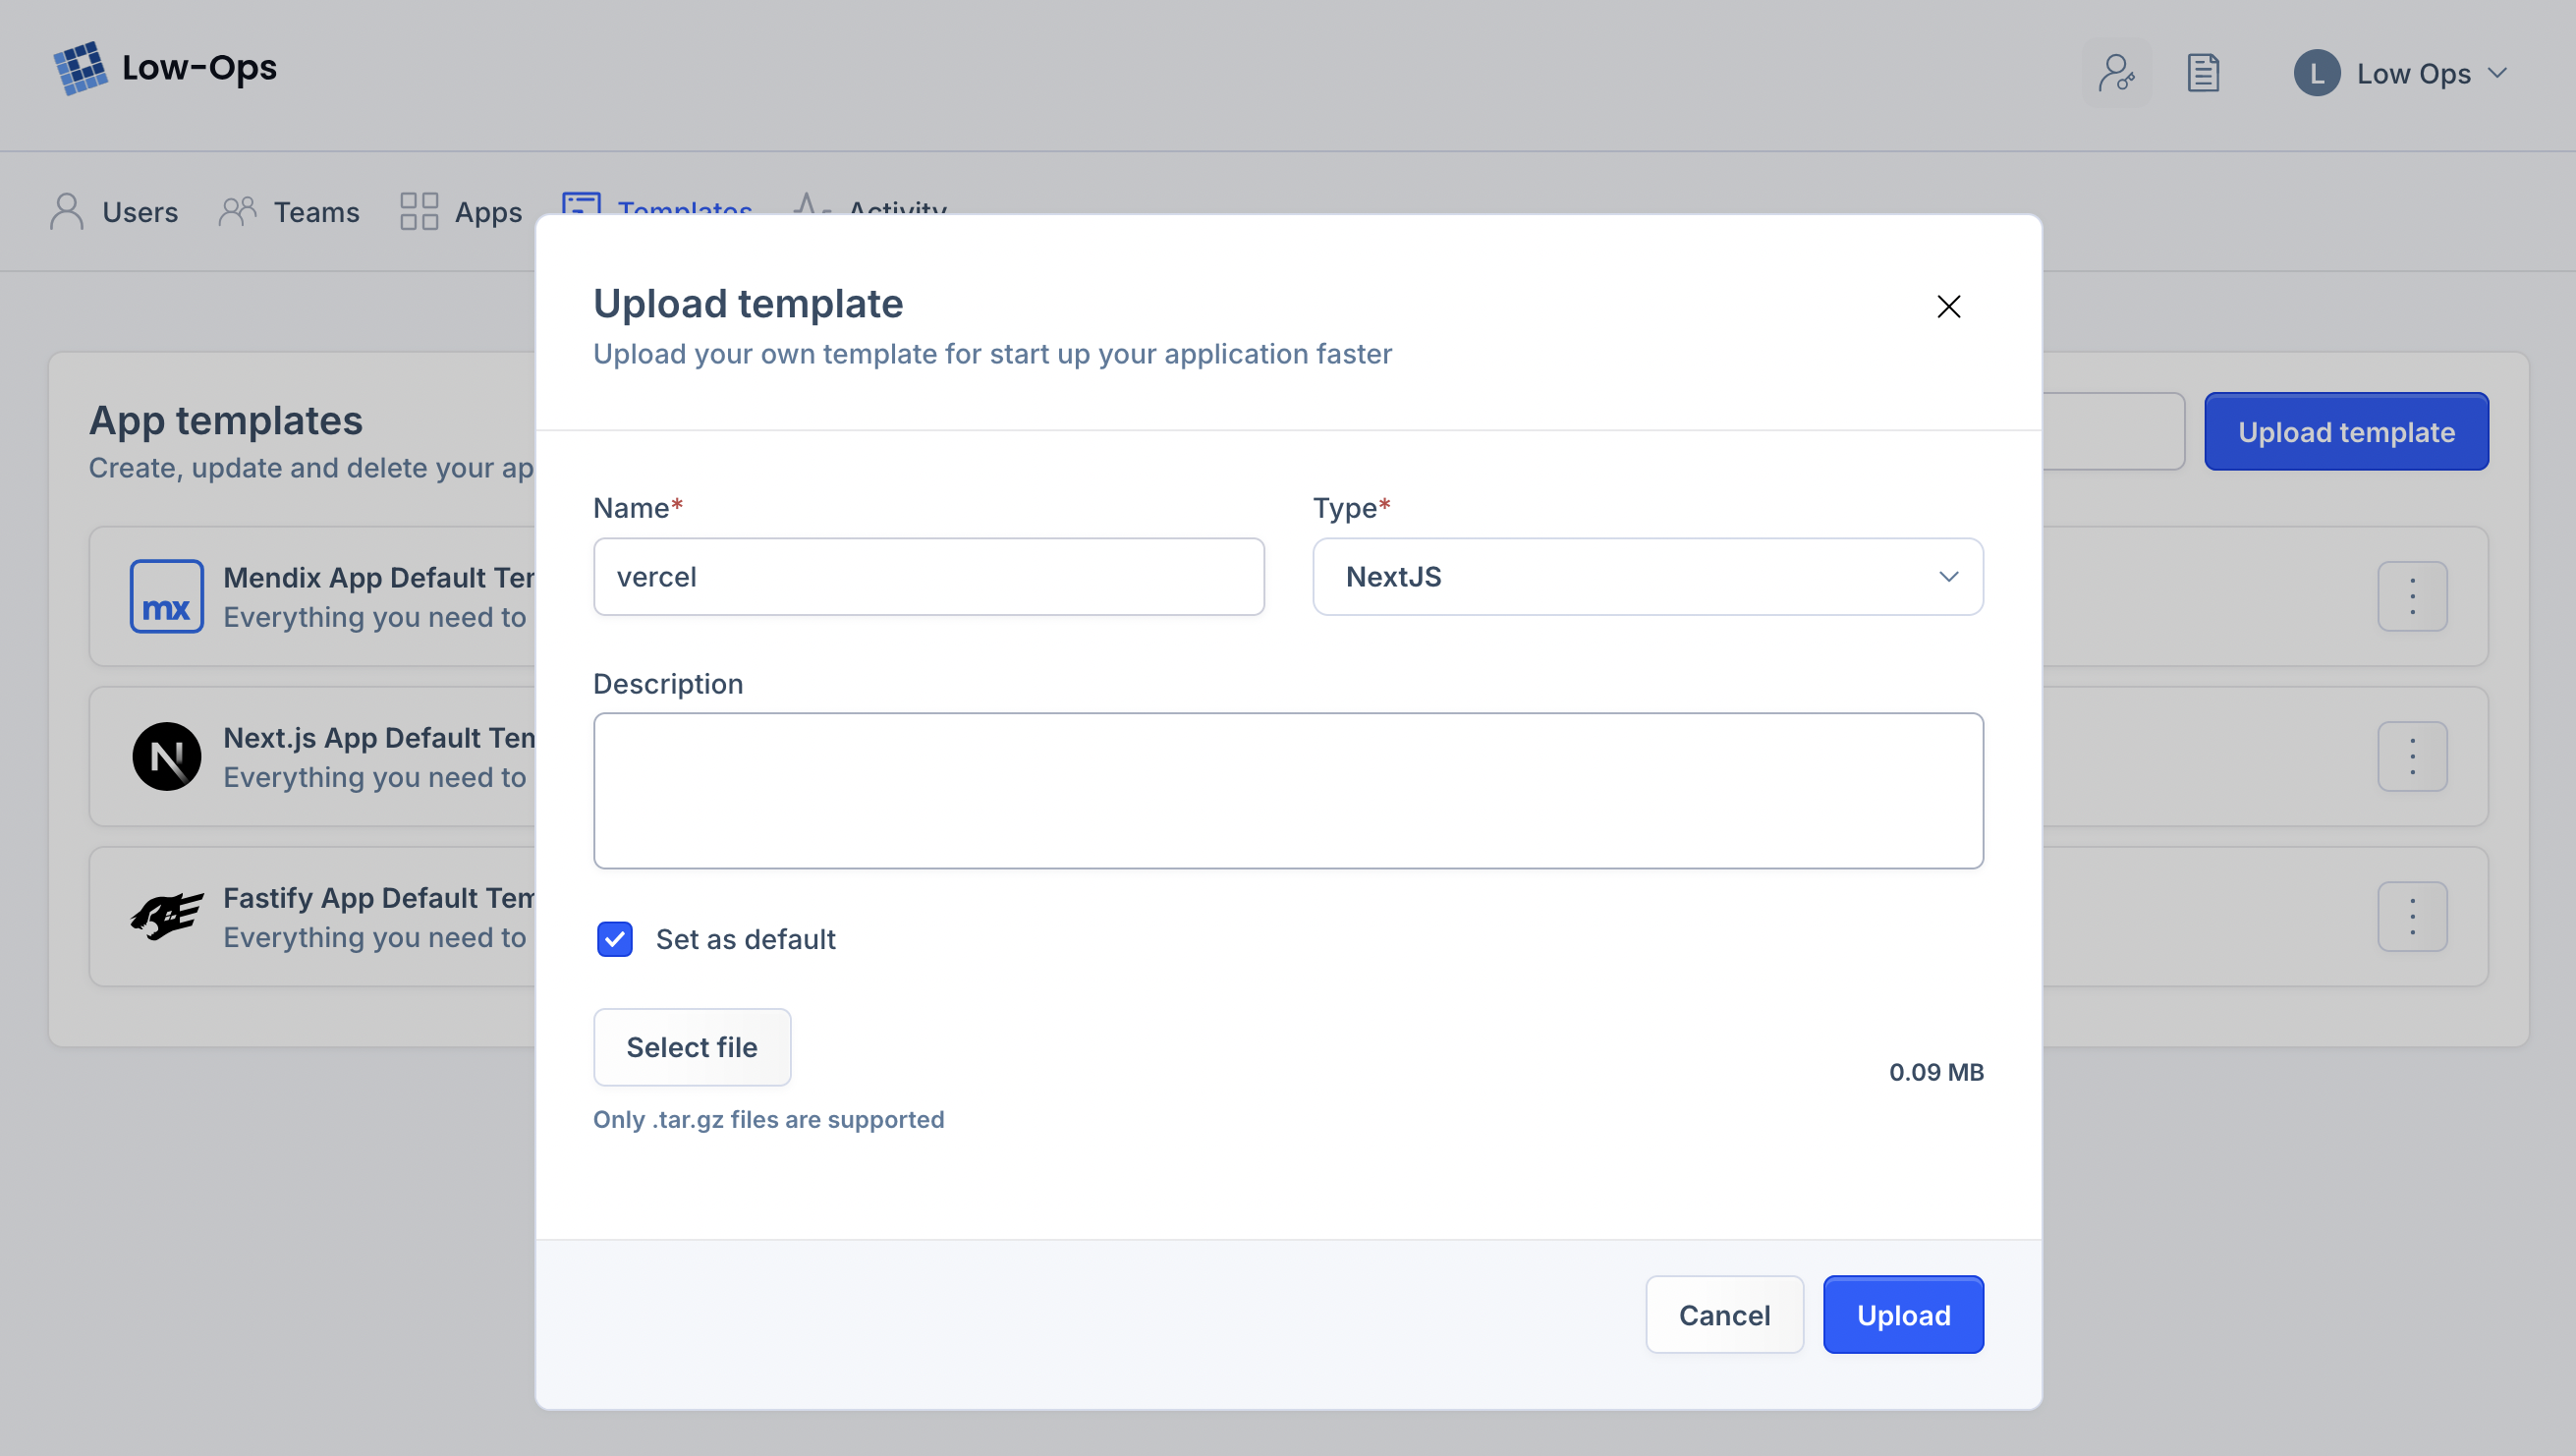 Low-Ops
L Low Ops
Users Teams Apps Templates Activity
Upload template
Upload your own template for start up your application faster
App templates
Create, update and delete your ap
Upload template
Name* Type*
vercel NextJS
mx
Mendix App Default Ter
Everything you need to
Description
N
Next.js App Default Ten
Everything you need to
Fastify App Default Tem
Everything you need to
Set as default
Select file
0.09 MB
Only .tar.gz files are supported
Cancel Upload